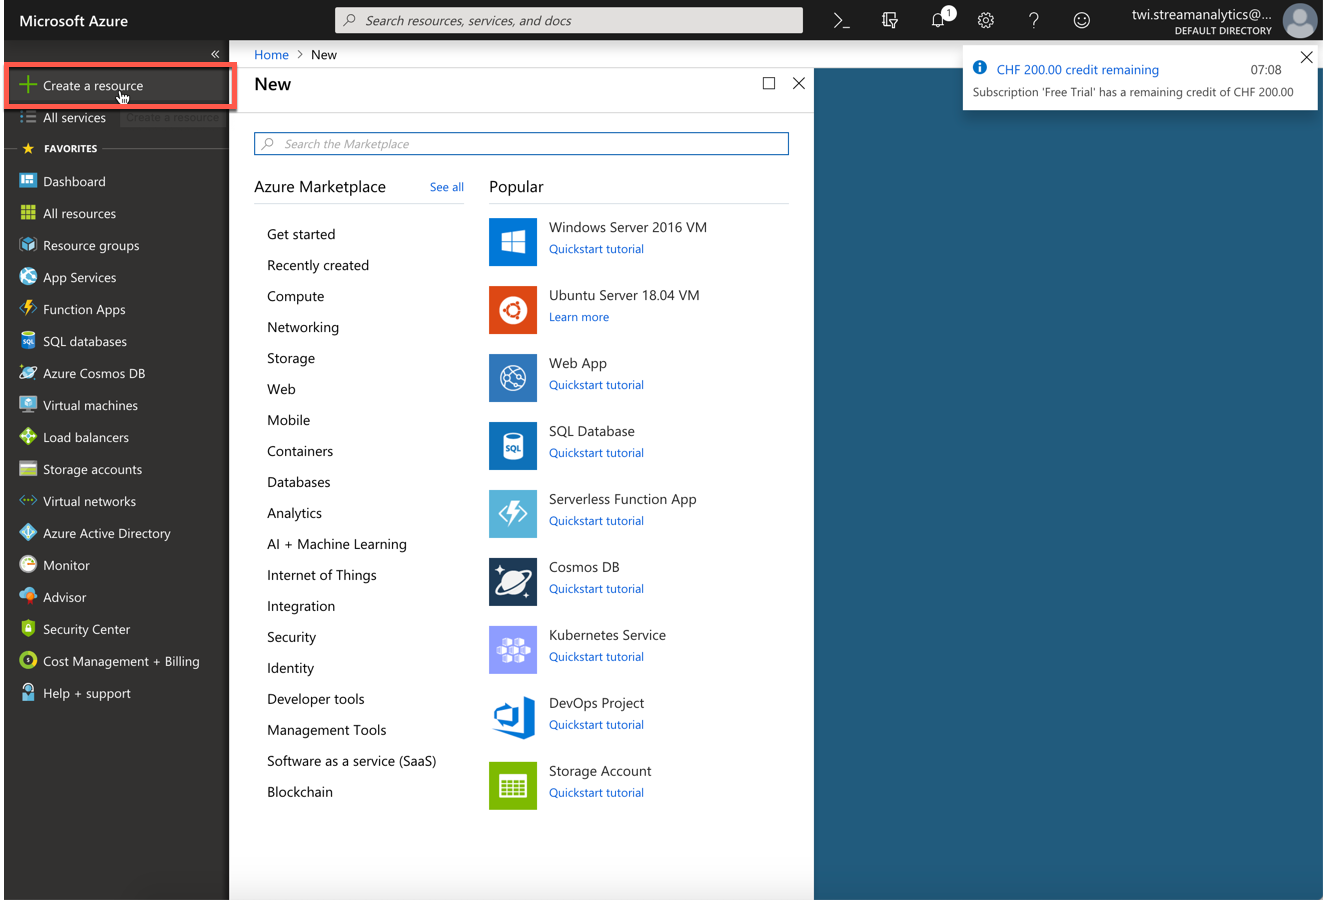 Microsoft Azure
Search resources, services, and docs
1
twi.streamanalytics@...
DEFAULT DIRECTORY
«
Create a resource
All services
Create a resource
FAVORITES
Dashboard
All resources
Resource groups
App Services
Function Apps
SQL databases
Azure Cosmos DB
Virtual machines
Load balancers
Storage accounts
Virtual networks
Azure Active Directory
Monitor
Advisor
Security Center
Cost Management + Billing
Help + support
Home > New
New
Search the Marketplace
Azure Marketplace
See all
Get started
Recently created
Compute
Networking
Storage
Web
Mobile
Containers
Databases
Analytics
AI + Machine Learning
Internet of Things
Integration
Security
Identity
Developer tools
Management Tools
Software as a service (SaaS)
Blockchain
Popular
Windows Server 2016 VM
Quickstart tutorial
Ubuntu Server 18.04 VM
Learn more
Web App
Quickstart tutorial
SQL
SQL Database
Quickstart tutorial
Serverless Function App
Quickstart tutorial
Cosmos DB
Quickstart tutorial
Kubernetes Service
Quickstart tutorial
DevOps Project
Quickstart tutorial
Storage Account
Quickstart tutorial
CHF 200.00 credit remaining
07:08
Subscription 'Free Trial' has a remaining credit of CHF 200.00